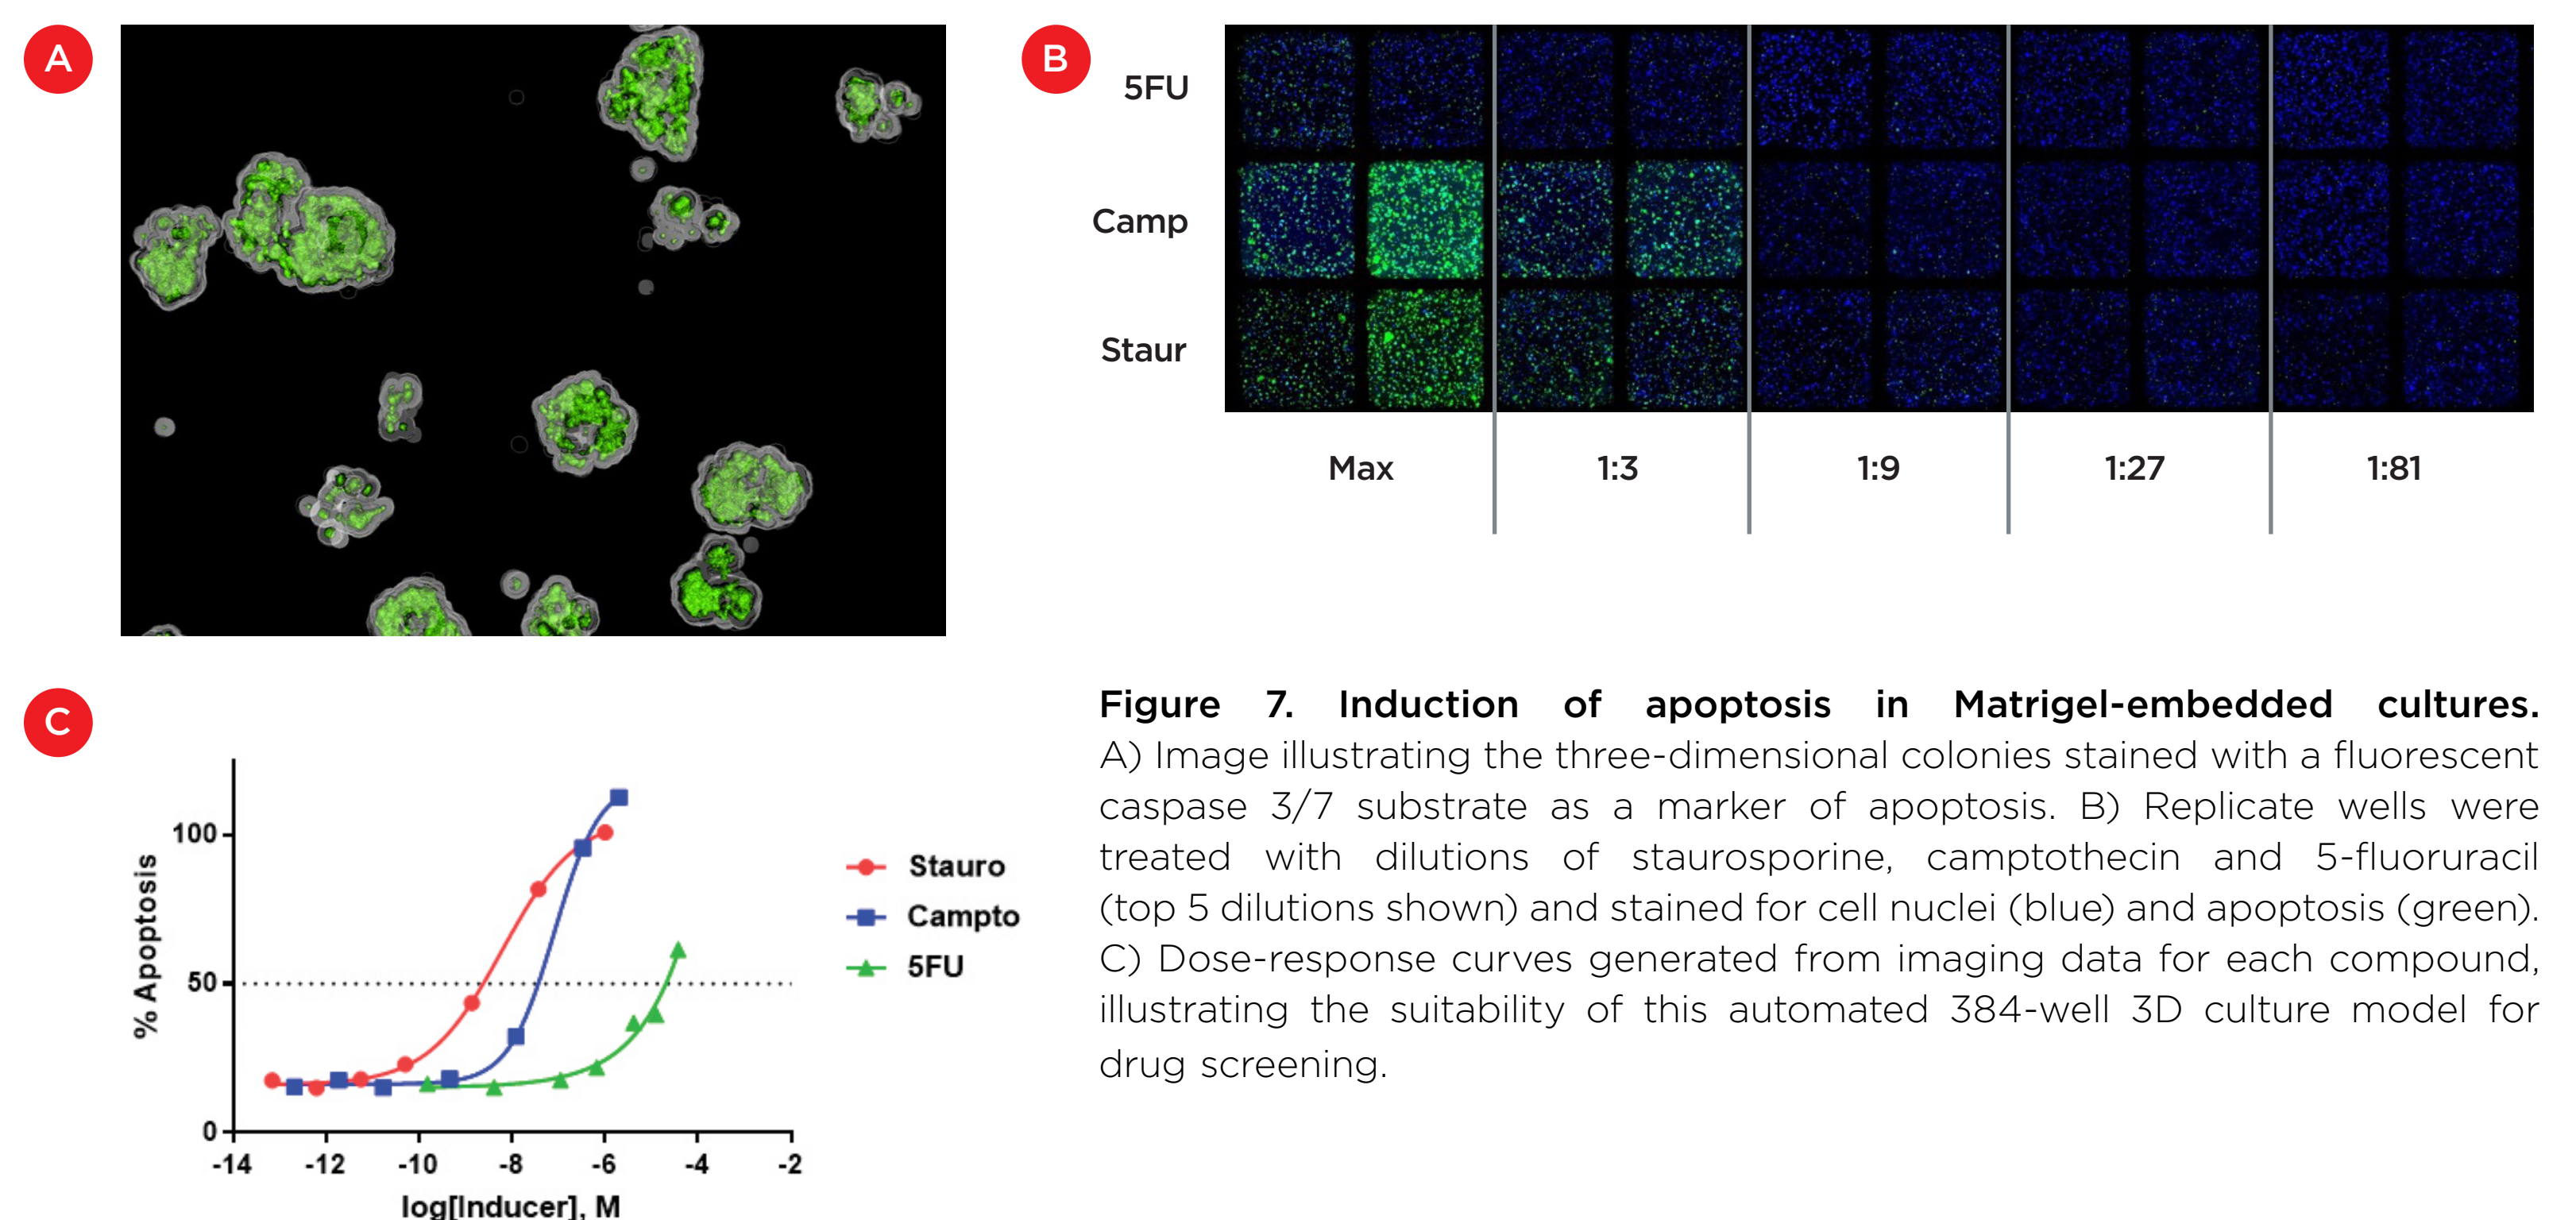 A
B
5FU
Camp
Staur
Max
1:3
1:9
1:27
1:81
C
% Apoptosis
100
50
0
-14
-12
-10
-8
-6
-4
-2
log[Inducer], M
Stauro
Campto
5FU
Figure 7. Induction of apoptosis in Matrigel-embedded cultures.
A) Image illustrating the three-dimensional colonies stained with a fluorescent
caspase 3/7 substrate as a marker of apoptosis. B) Replicate wells were
treated with dilutions of staurosporine, camptothecin and 5-fluoruracil
(top 5 dilutions shown) and stained for cell nuclei (blue) and apoptosis (green).
C) Dose-response curves generated from imaging data for each compound,
illustrating the suitability of this automated 384-well 3D culture model for
drug screening.